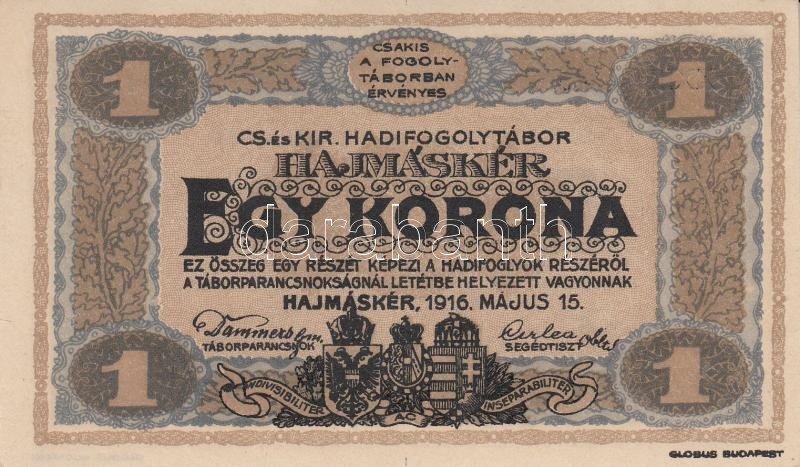 1 1
CSAKIS
A FOGOLY-
TÁBORBAN
ÉRVÉNYES
CS. és KIR. HADIFOGOLYTÁBOR
HAJMÁSKÉR
EGY KORONA
darabanth
EZ ÖSSZEG EGY RÉSZÉT KÉPEZI A HADIFOGLYOK RÉSZÉRŐL
A TÁBORPARANCSNOKSÁGNÁL LETÉTBE HELYEZETT VAGYONNAK
HAJMÁSKÉR, 1916. MÁJUS 15.
TÁBORPARANCSNOK SEGÉDTISZT
1 1
INDIVISIBILITER AC INSEPARABILITER
GLOBUS BUDAPEST